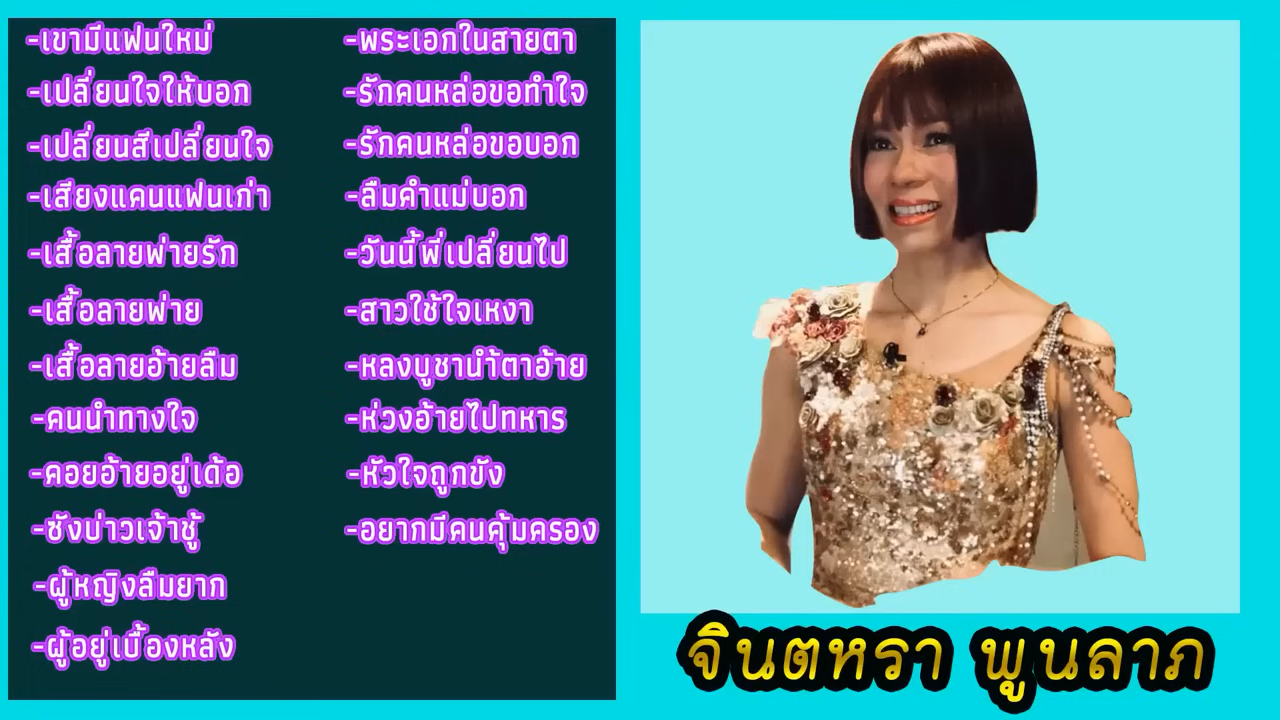 -เขามีแฟนใหม่
-เปลี่ยนใจให้บอก
-เปลี่ยนสีเปลี่ยนใจ
-เสียงแคนแฟนเก่า
-เสื้อลายพ่ายรัก
-เสื้อลายพ่าย
-เสื้อลายอ้ายลืม
-คนนำทางใจ
-คอยอ้ายอยู่เด้อ
-ซังบ่าวเจ้าชู้
-ผู้หญิงลืมยาก
-ผู้อยู่เบื้องหลัง
-พระเอกในสายตา
-รักคนหล่อขอทำใจ
-รักคนหล่อขอบอก
-ลืมคำแม่บอก
-วันนี้พี่เปลี่ยนไป
-สาวใช้ใจเหงา
-หลงบูชานำ้ตาอ้าย
-ห่วงอ้ายไปทหาร
-หัวใจถูกขัง
-อยากมีคนคุ้มครอง
จินตหรา พูนลาภ